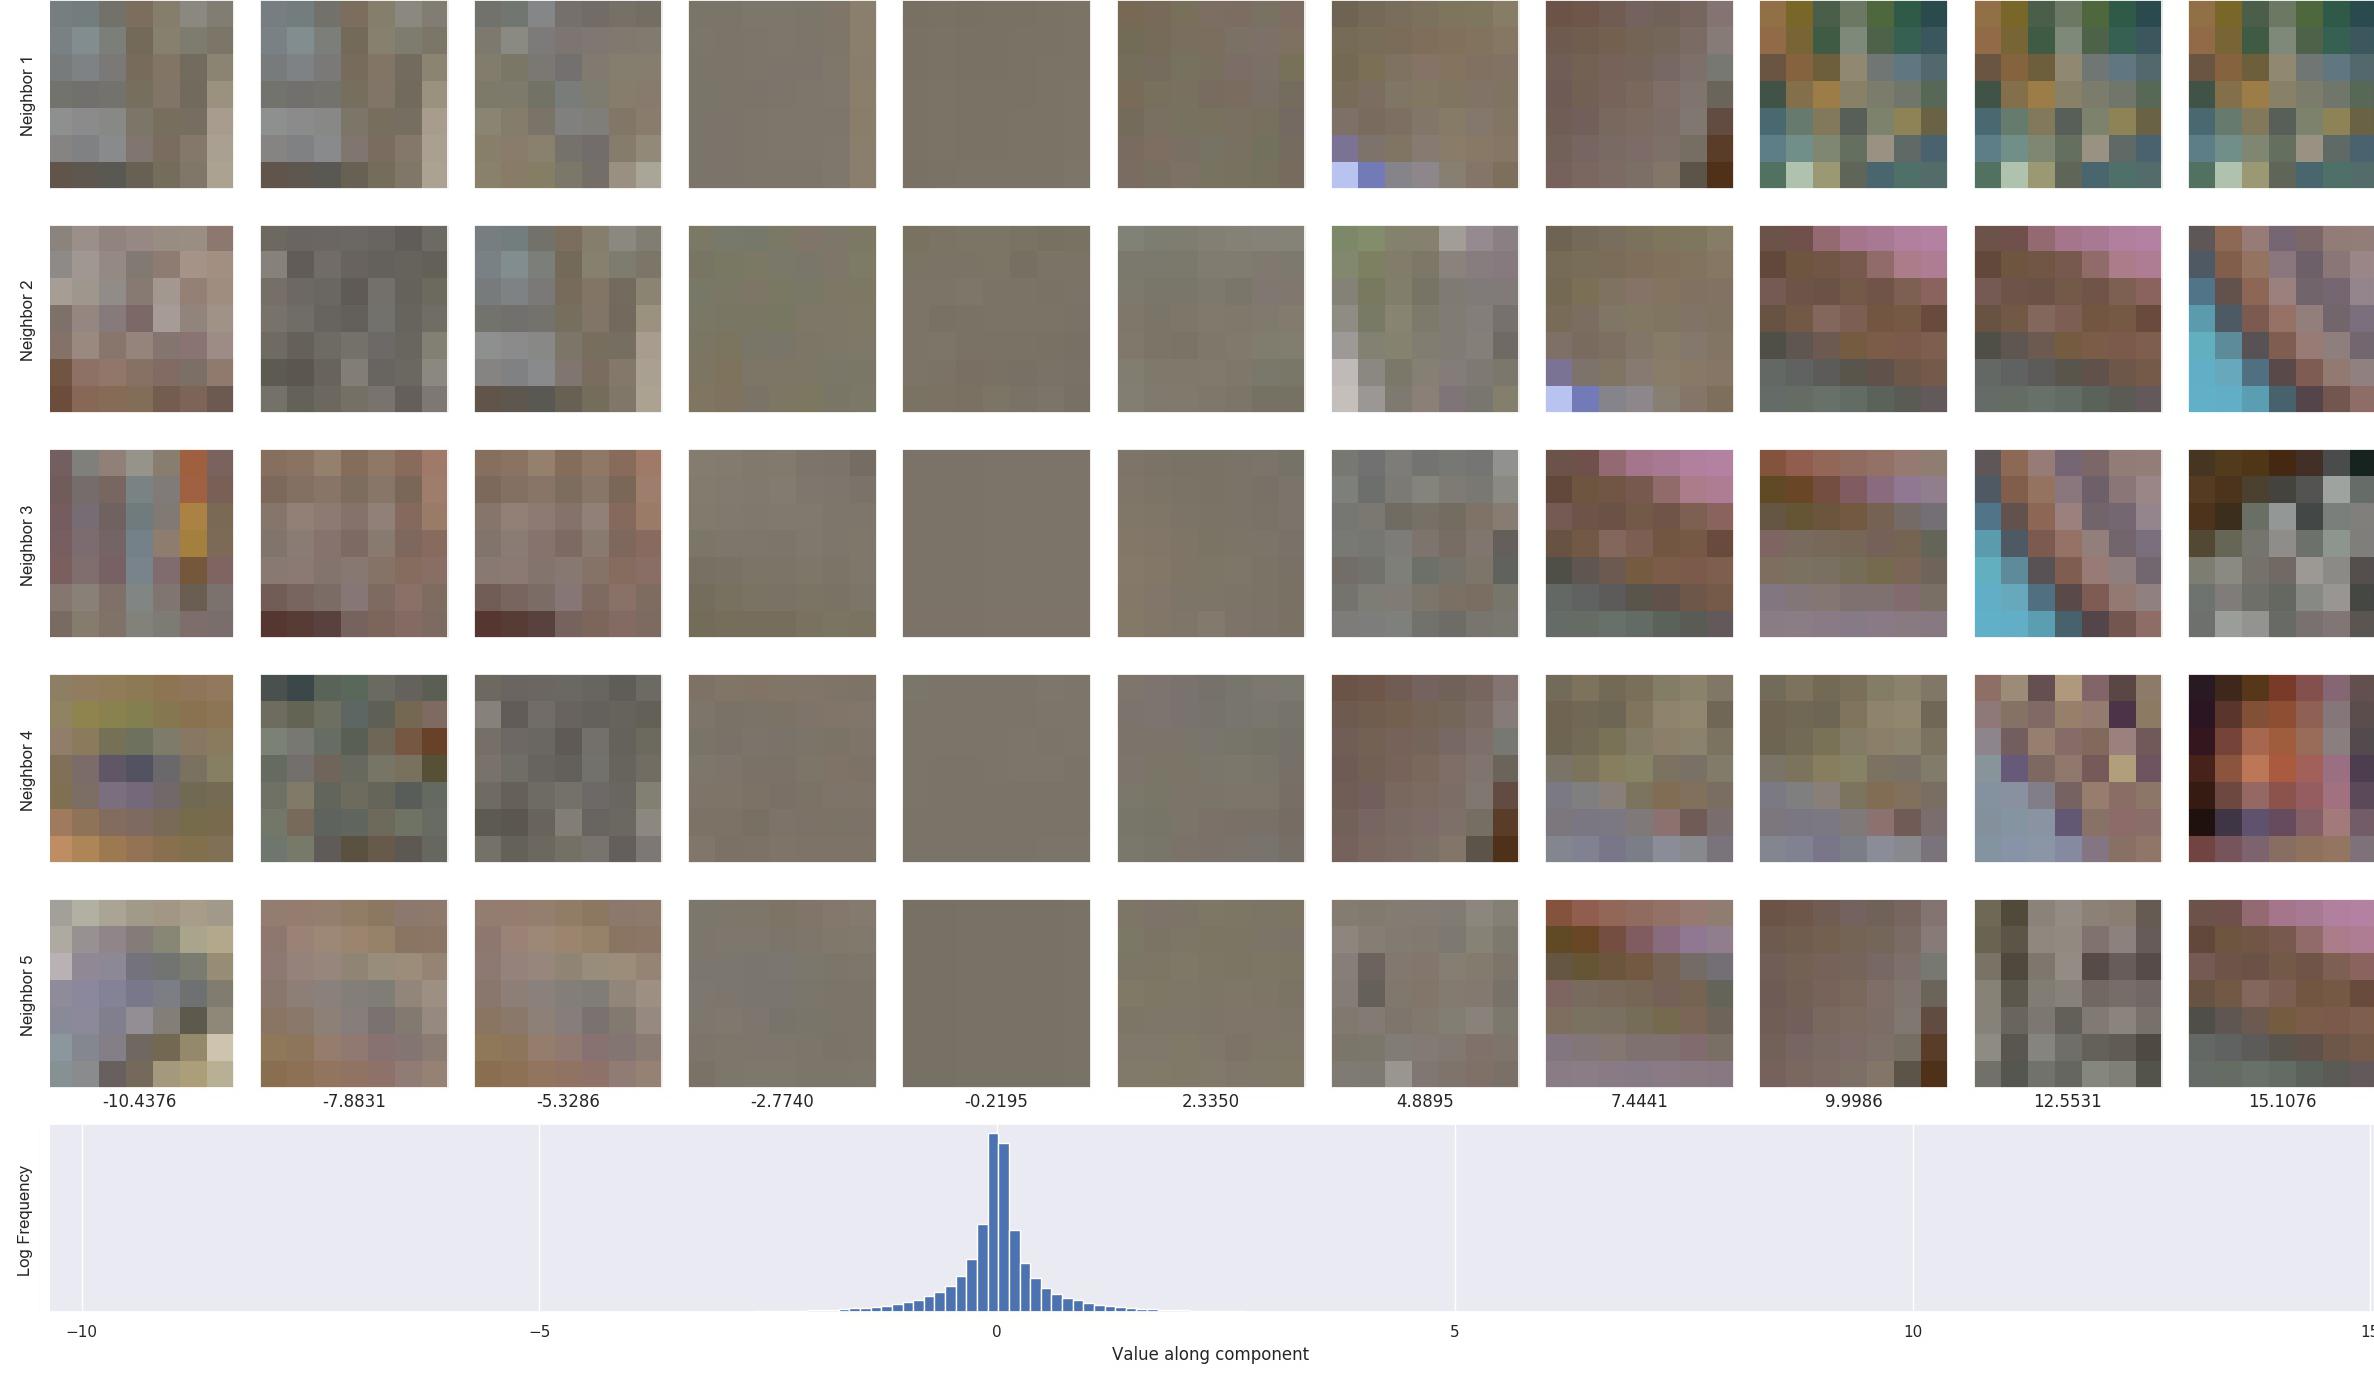 Neighbor 1
Neighbor 2
Neighbor 3
Neighbor 4
Neighbor 5
-10.4376 -7.8831 -5.3286 -2.7740 -0.2195 2.3350 4.8895 7.4441 9.9986 12.5531 15.1076
Log Frequency
−10 −5 0 5 10 15
Value along component